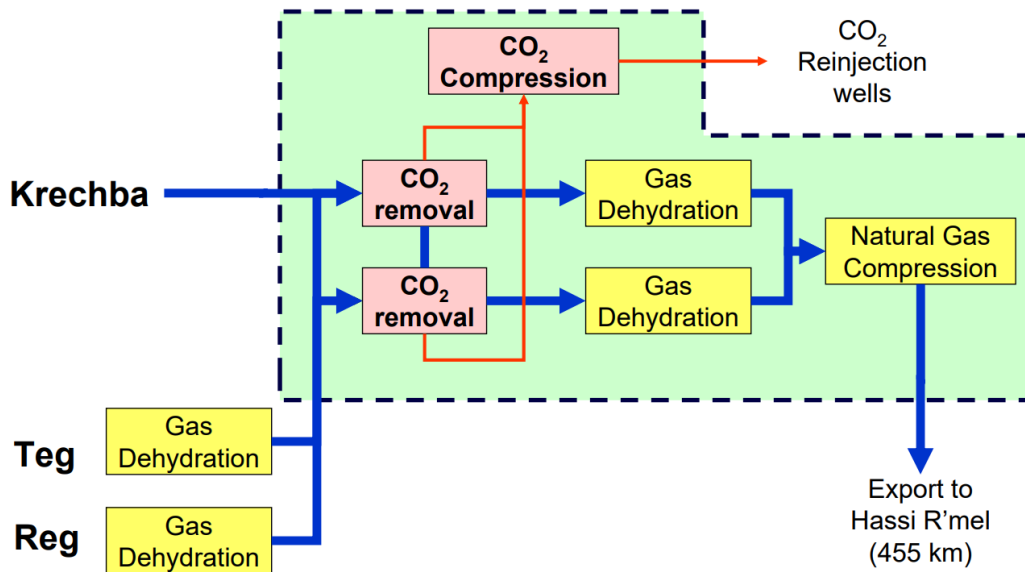 CO₂
Compression
CO₂
Reinjection
wells
Krechba
CO₂
removal
Gas
Dehydration
Natural Gas
Compression
CO₂
removal
Gas
Dehydration
Teg
Gas
Dehydration
Reg
Gas
Dehydration
Export to
Hassi R’mel
(455 km)